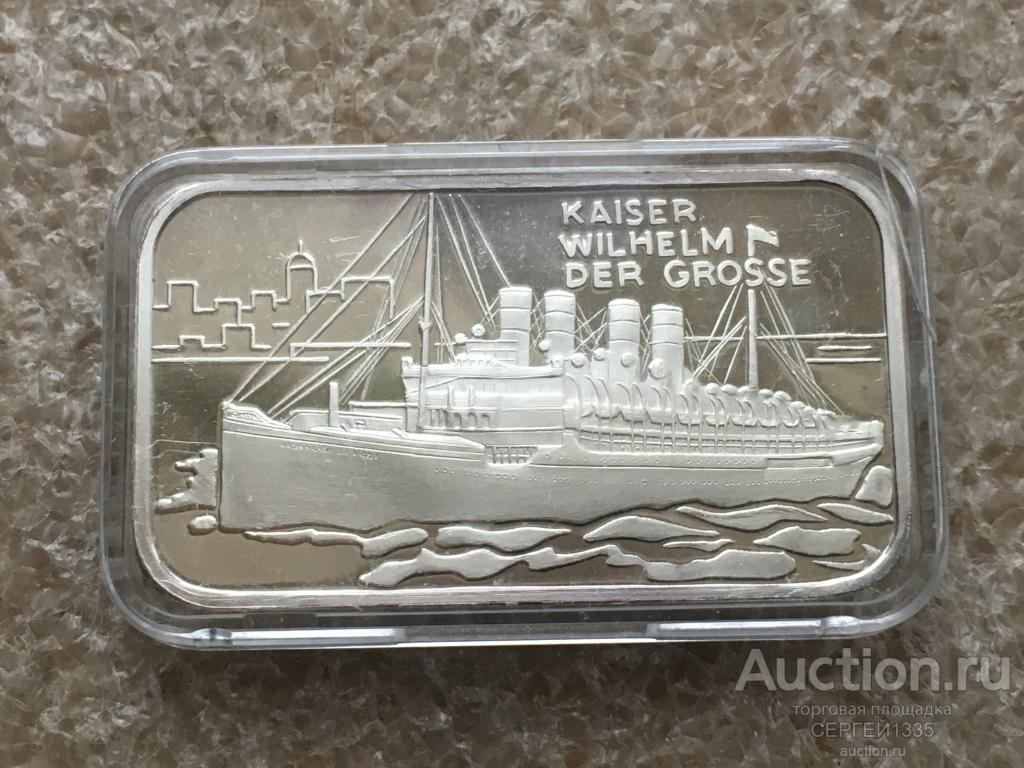 KAISER
WILHELM
DER GROSSE
Auction.ru
торговая площадка
СЕРГЕЙ1335
auction.ru